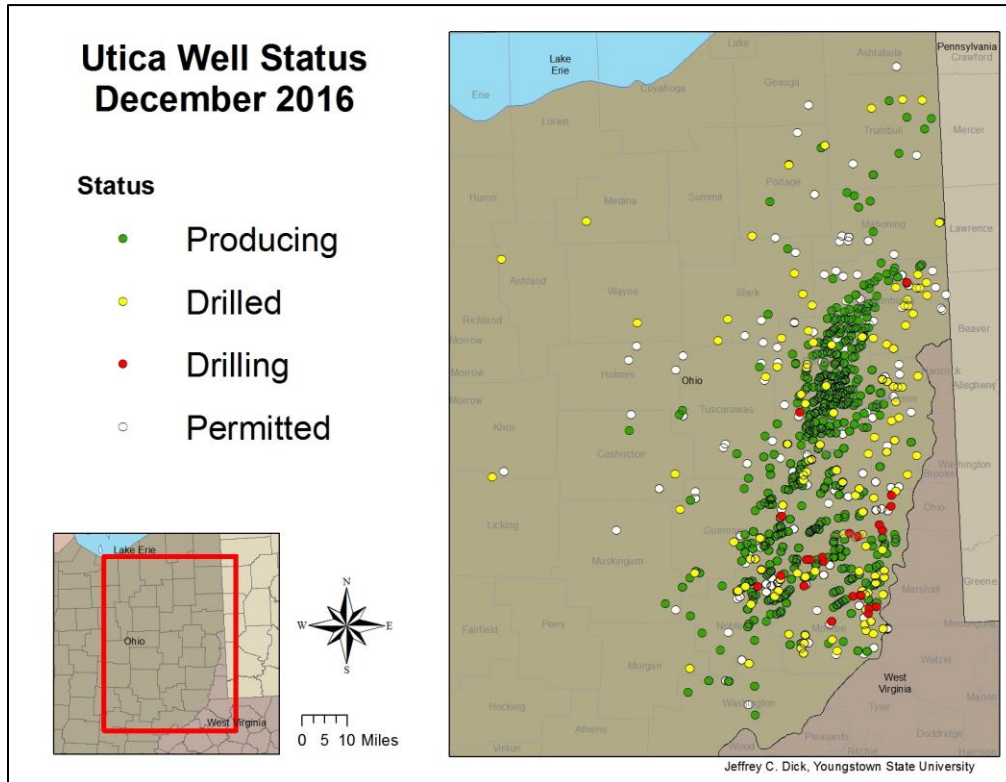 Utica Well Status
December 2016
Status
Producing
Drilled
Drilling
Permitted
Lake Erie
Ohio
West Virginia
N
W
E
S
0 5 10 Miles
Lake
Erie
Lake
Ashtabula
Pennsylvania
Crawford
Erie
Cuyahoga
Geauga
Lorain
Trumbull
Mercer
Huron
Medina
Summit
Portage
Mahoning
Lawrence
Ashland
Wayne
Stark
Richland
Morrow
Beaver
Morrow
Holmes
Ohio
Hancock
Allegheny
Morrow
Tuscarawas
Knox
Coshocton
Washington
Brooke
Licking
Ohio
Muskingum
Marshall
Greene
Fairfield
Perry
Noble
Monroe
Monongalia
Morgan
Wetzel
West
Virginia
Hocking
Washington
Tyler
Marion
Athens
Doddridge
Vinton
Wood
Pleasants
Ritchie
Harrison
Jeffrey C. Dick, Youngstown State University